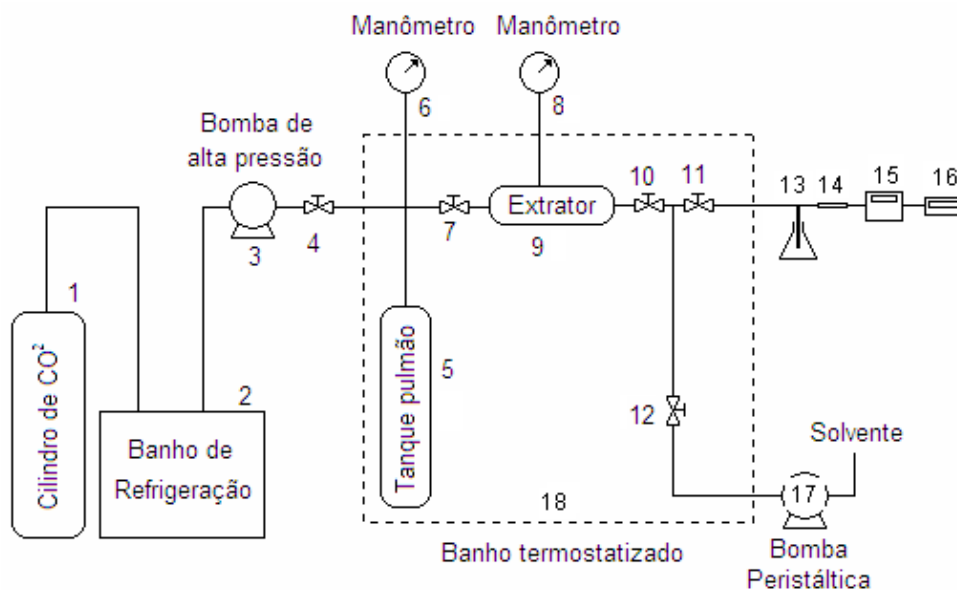 Manômetro
Manômetro
6
8
Bomba de
alta pressão
3
4
7
Extrator
9
10
11
13
14
15
16
1
Cilindro de CO²
2
Banho de
Refrigeração
Tanque pulmão
5
12
Solvente
17
18
Banho termostatizado
Bomba
Peristáltica